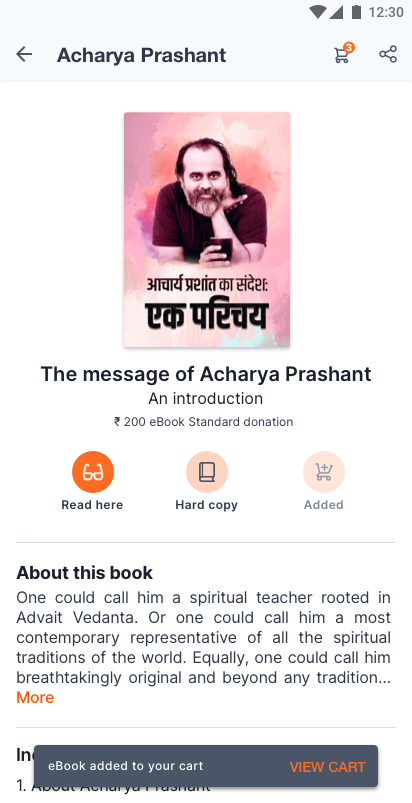 12:30
Acharya Prashant
3
आचार्य प्रशांत का संदेश:
एक परिचय
The message of Acharya Prashant
An introduction
₹ 200 eBook Standard donation
Read here
Hard copy
Added
About this book
One could call him a spiritual teacher rooted in
Advait Vedanta. Or one could call him a most
contemporary representative of all the spiritual
traditions of the world. Equally, one could call him
breathtakingly original and beyond any tradition...
More
eBook added to your cart
VIEW CART
1. About Acharya Prashant